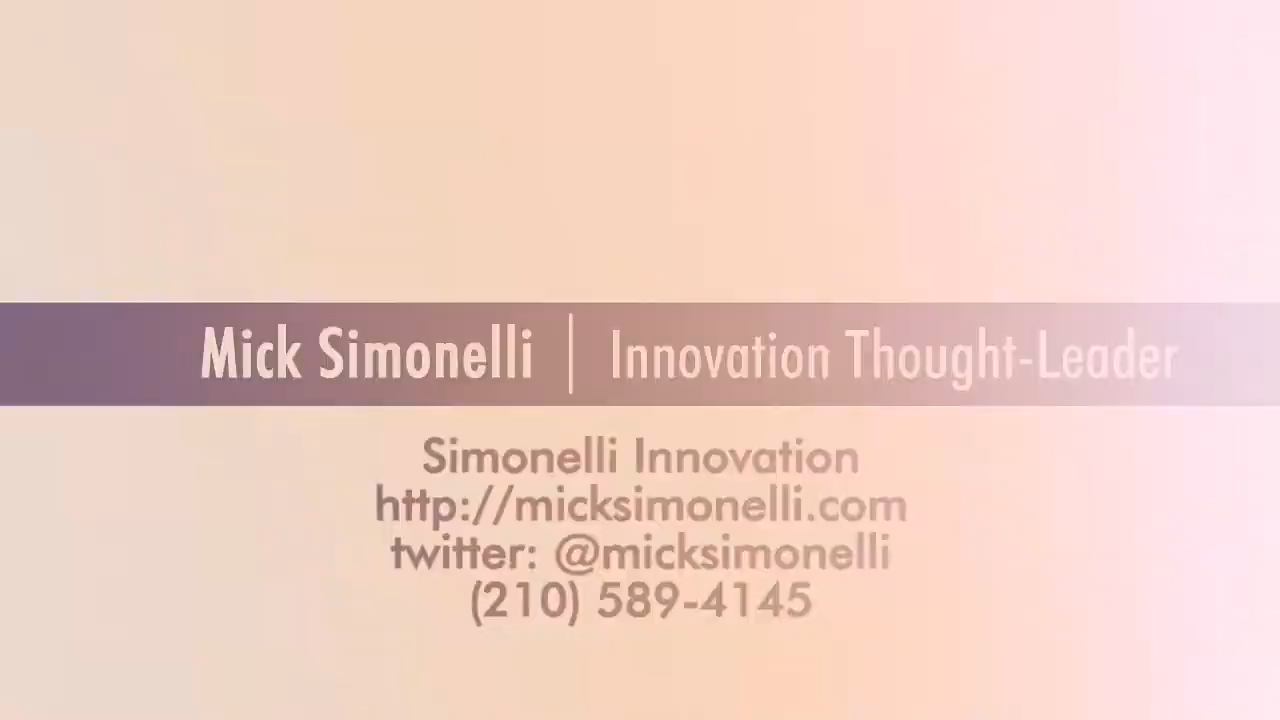 Mick Simonelli | Innovation Thought-Leader
Simonelli Innovation
http://micksimonelli.com
twitter: @micksimonelli
(210) 589-4145